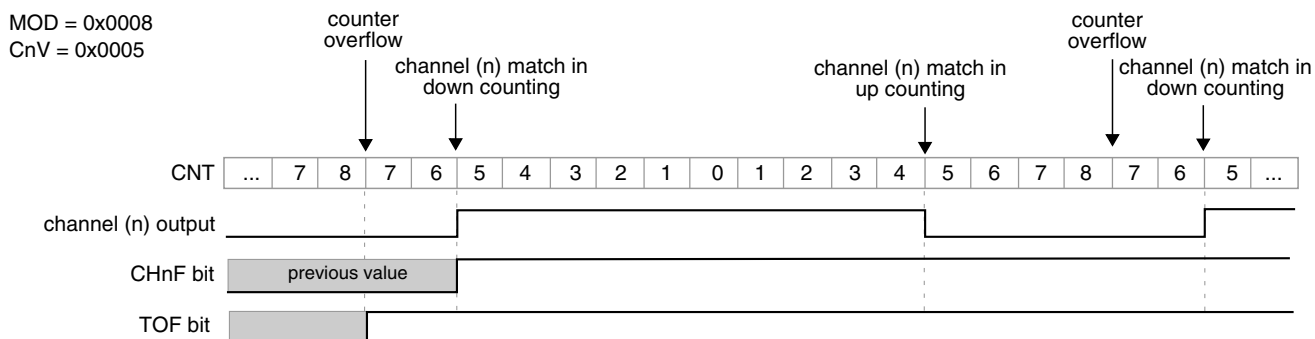 MOD = 0x0008
CnV = 0x0005
counter
overflow
channel (n) match in
down counting
channel (n) match in
up counting
counter
overflow
channel (n) match in
down counting
CNT ... 7 8 7 6 5 4 3 2 1 0 1 2 3 4 5 6 7 8 7 6 5 ...
channel (n) output
CHnF bit previous value
TOF bit